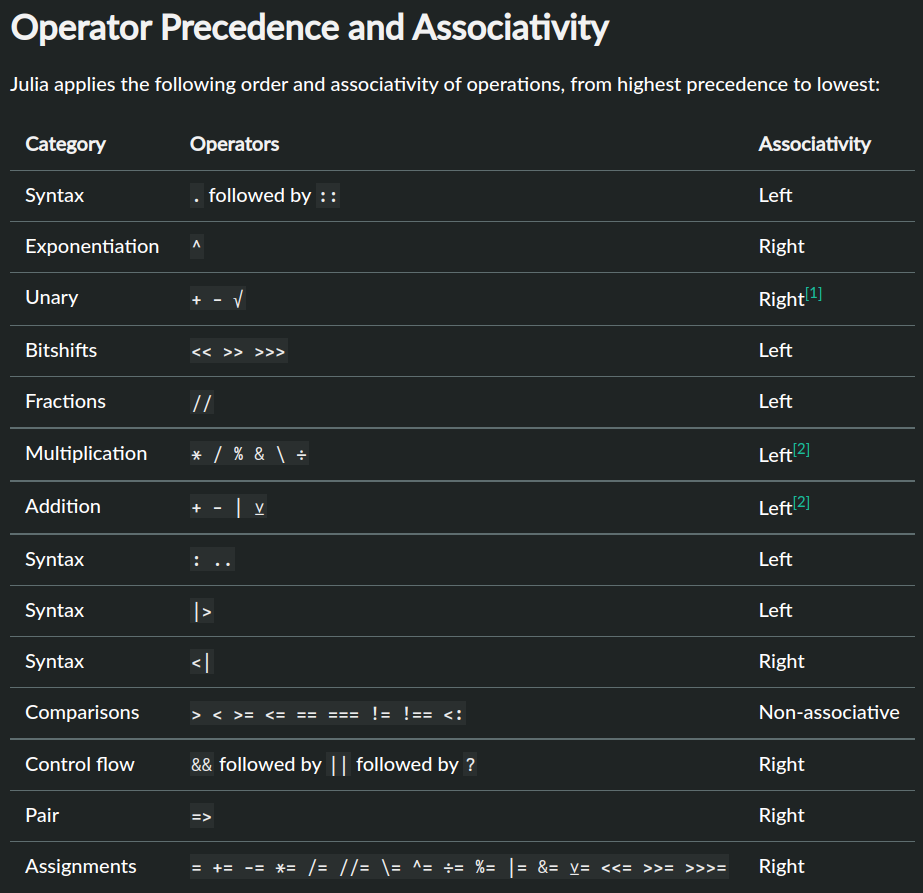 Operator Precedence and Associativity
Julia applies the following order and associativity of operations, from highest precedence to lowest:
Category Operators Associativity
Syntax . followed by :: Left
Exponentiation ^ Right
Unary + - √ Right[1]
Bitshifts << >> >>> Left
Fractions // Left
Multiplication * / % & \ ÷ Left[2]
Addition + - | ⊻ Left[2]
Syntax : .. Left
Syntax |> Left
Syntax <| Right
Comparisons > < >= <= == === != !== <: Non-associative
Control flow && followed by || followed by ? Right
Pair => Right
Assignments = += -= *= /= //= \= ^= ÷= %= |= &= ⊻= <<= >>= >>>= Right